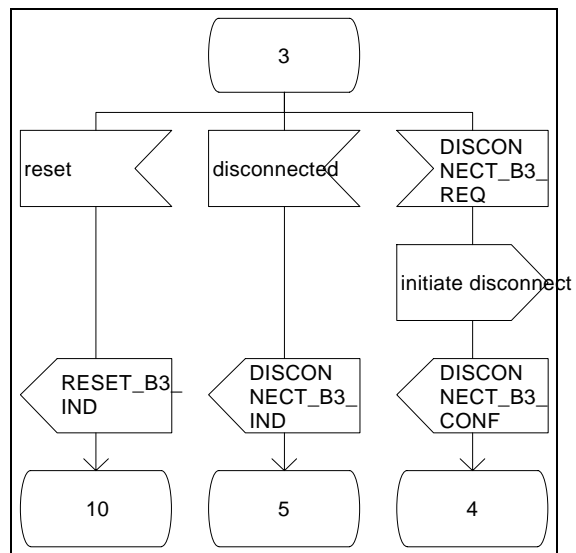 3
reset
disconnected
DISCON
NECT_B3_
REQ
initiate disconnect
RESET_B3_
IND
DISCON
NECT_B3_
IND
DISCON
NECT_B3_
CONF
10
5
4